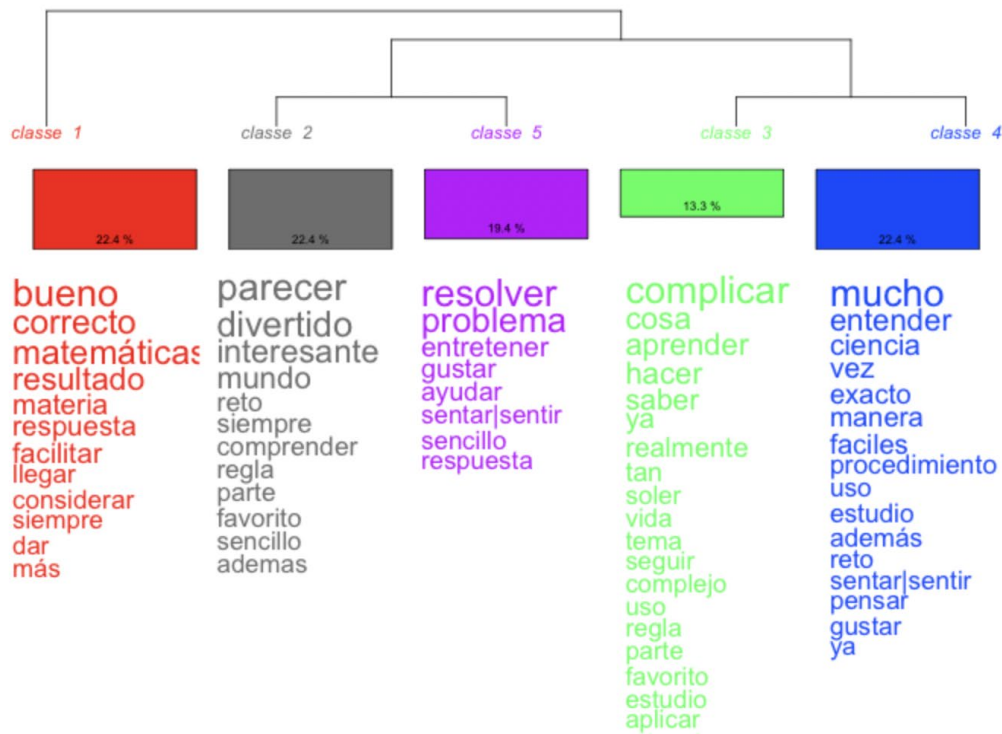 classe 1
classe 2
classe 5
classe 3
classe 4
22.4 %
22.4 %
19.4 %
13.3 %
22.4 %
bueno
correcto
matemáticas
resultado
materia
respuesta
facilitar
llegar
considerar
siempre
dar
más
parecer
divertido
interesante
mundo
reto
siempre
comprender
regla
parte
favorito
sencillo
ademas
resolver
problema
entretener
gustar
ayudar
sentar|sentir
sencillo
respuesta
complicar
cosa
aprender
hacer
saber
ya
realmente
tan
soler
vida
tema
seguir
complejo
uso
regla
parte
favorito
estudio
aplicar
mucho
entender
ciencia
vez
exacto
manera
faciles
procedimiento
uso
estudio
además
reto
sentar|sentir
pensar
gustar
ya